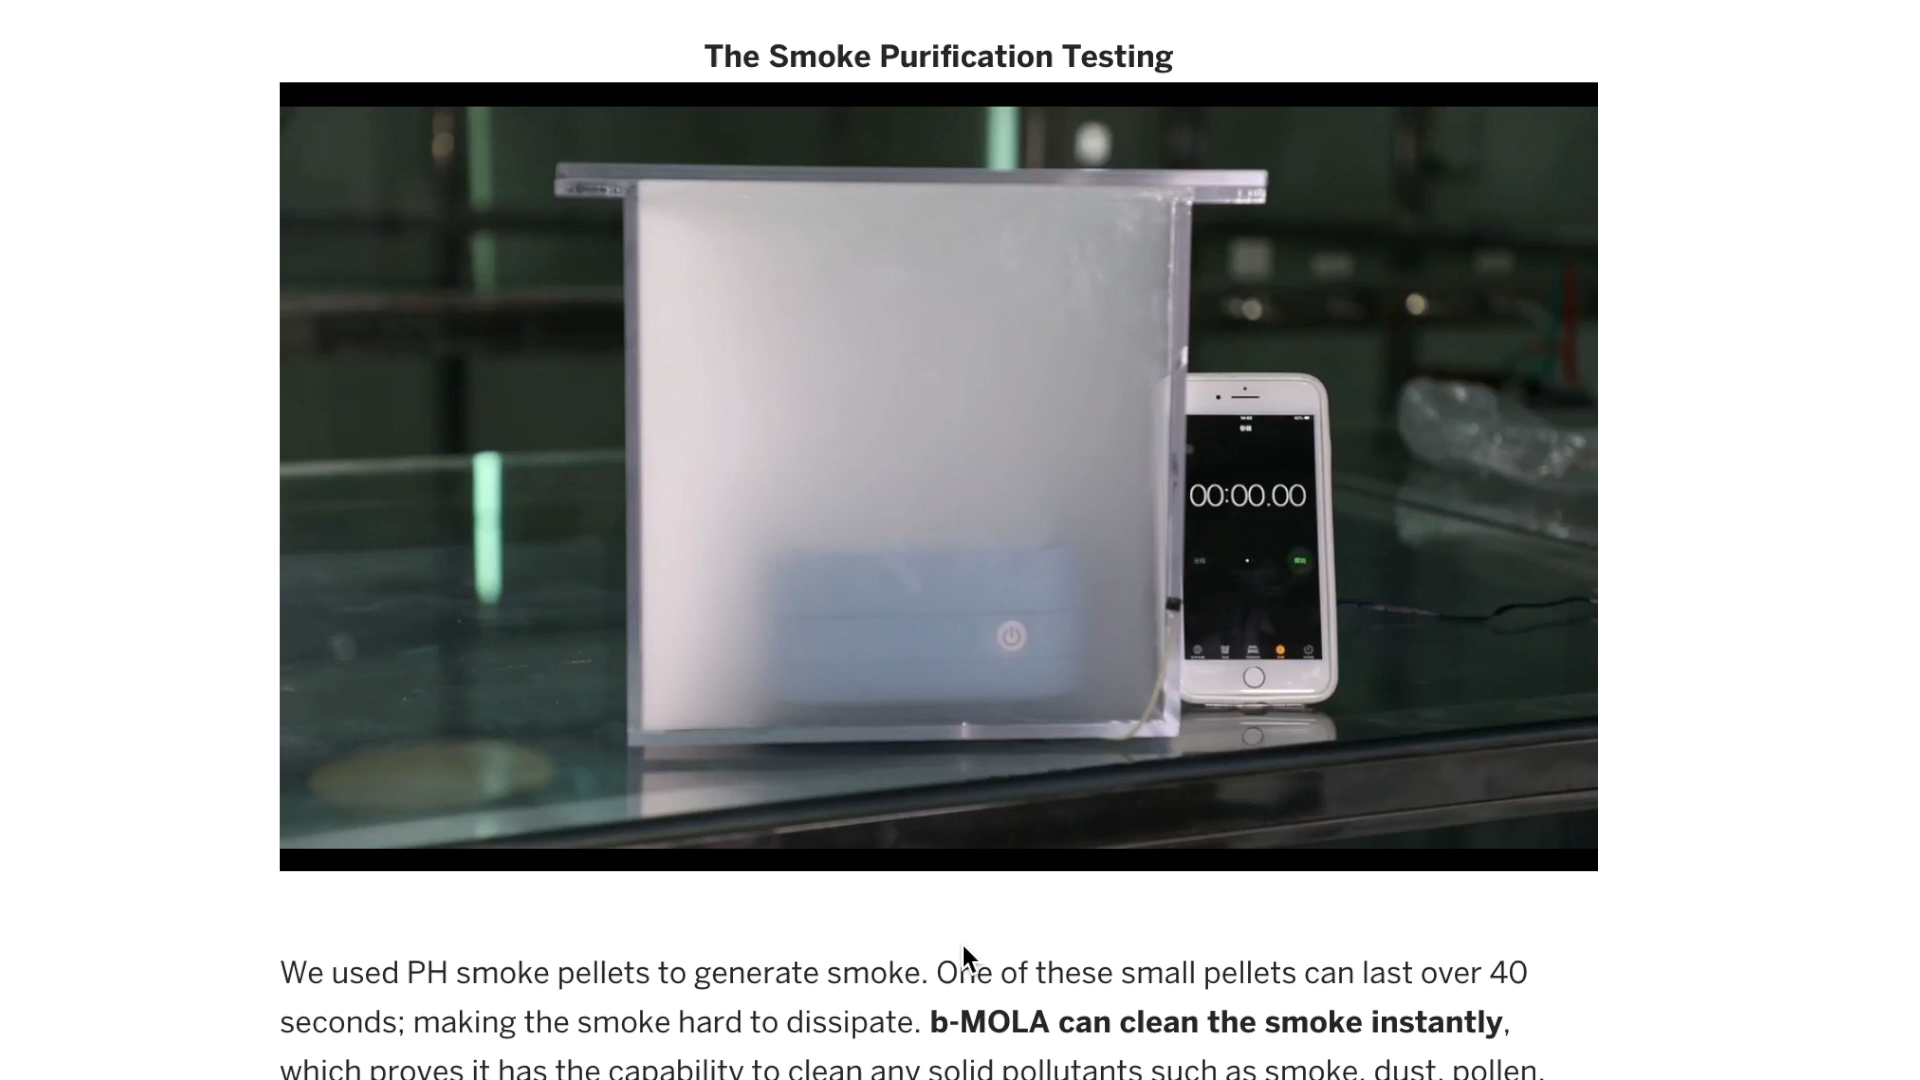 The Smoke Purification Testing
00:00.00
We used PH smoke pellets to generate smoke. One of these small pellets can last over 40
seconds; making the smoke hard to dissipate. b-MOLA can clean the smoke instantly,
which proves it has the capability to clean any solid pollutants such as smoke, dust, pollen,